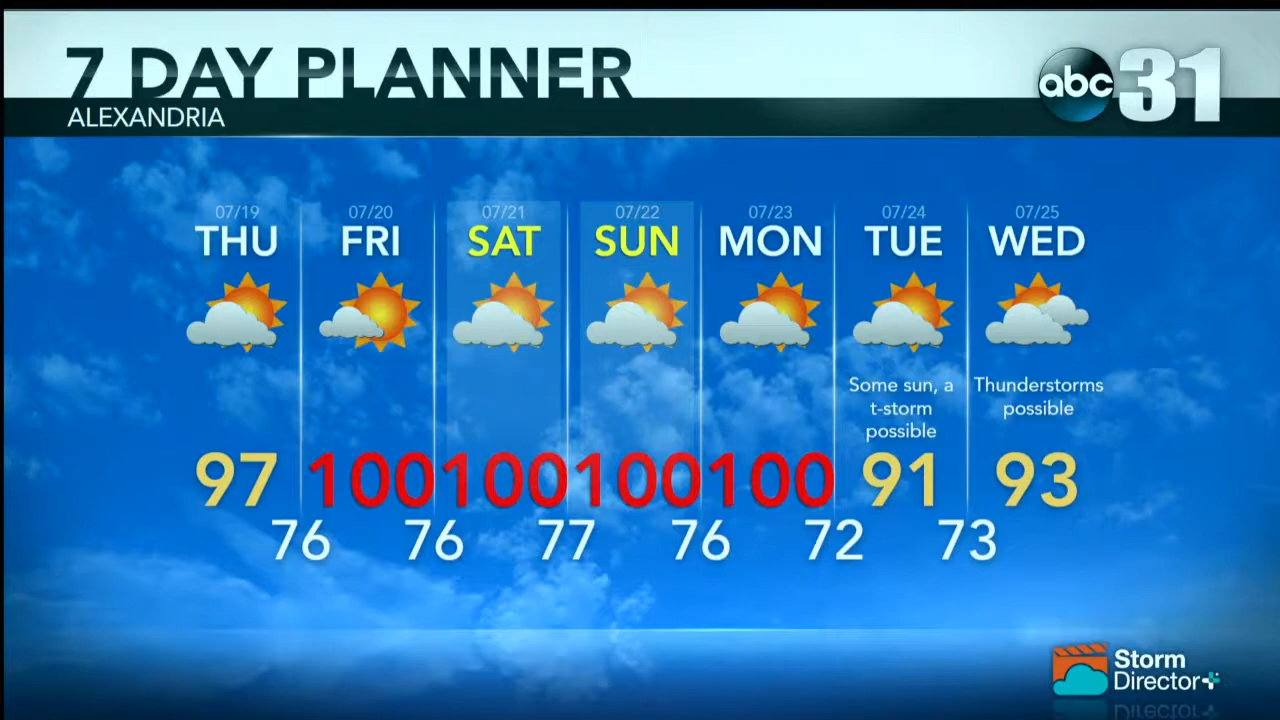 7 DAY PLANNER
ALEXANDRIA
abc 31
07/19 07/20 07/21 07/22 07/23 07/24 07/25
THU FRI SAT SUN MON TUE WED
Some sun, a
t-storm
possible
Thunderstorms
possible
97 100 100 100 100 91 93
76 76 77 76 72 73
Storm
Director+